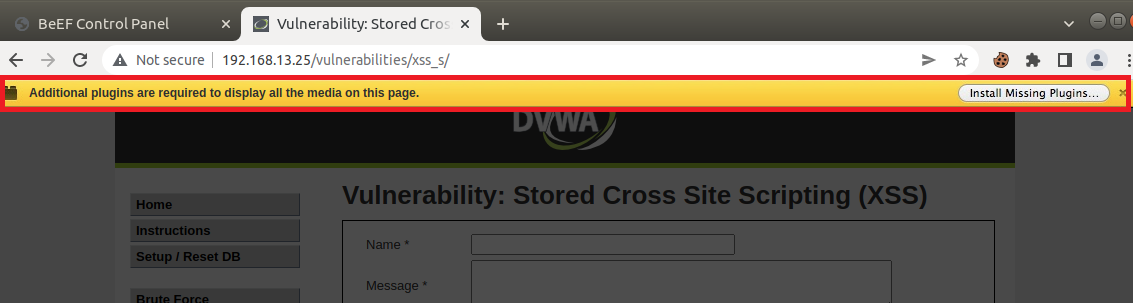 BeEF Control Panel
Vulnerability: Stored Cros
Not secure 192.168.13.25/vulnerabilities/xss_s/
Additional plugins are required to display all the media on this page. Install Missing Plugins...
DVWA
Vulnerability: Stored Cross Site Scripting (XSS)
Home
Instructions
Setup / Reset DB
Brute Force
Name *
Message *